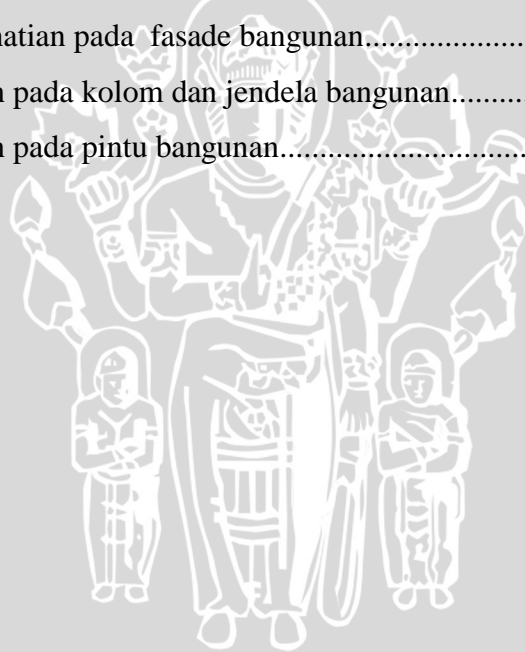 natian pada fasade bangunan....................
n pada kolom dan jendela bangunan...........
n pada pintu bangunan.................................